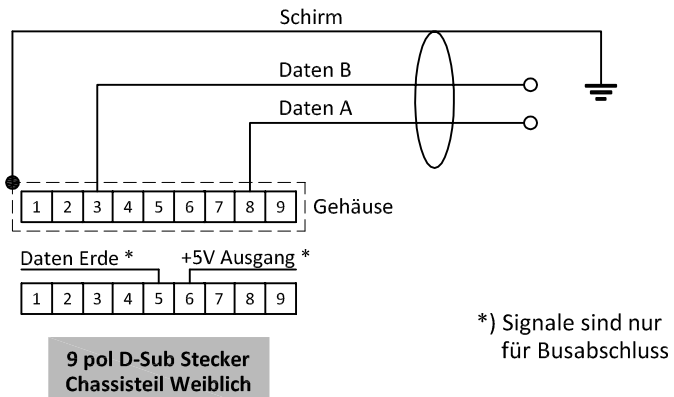 Schirm
Daten B
Daten A
1 2 3 4 5 6 7 8 9 Gehäuse
Daten Erde * +5V Ausgang *
1 2 3 4 5 6 7 8 9
*) Signale sind nur
für Busabschluss
9 pol D-Sub Stecker
Chassisteil Weiblich